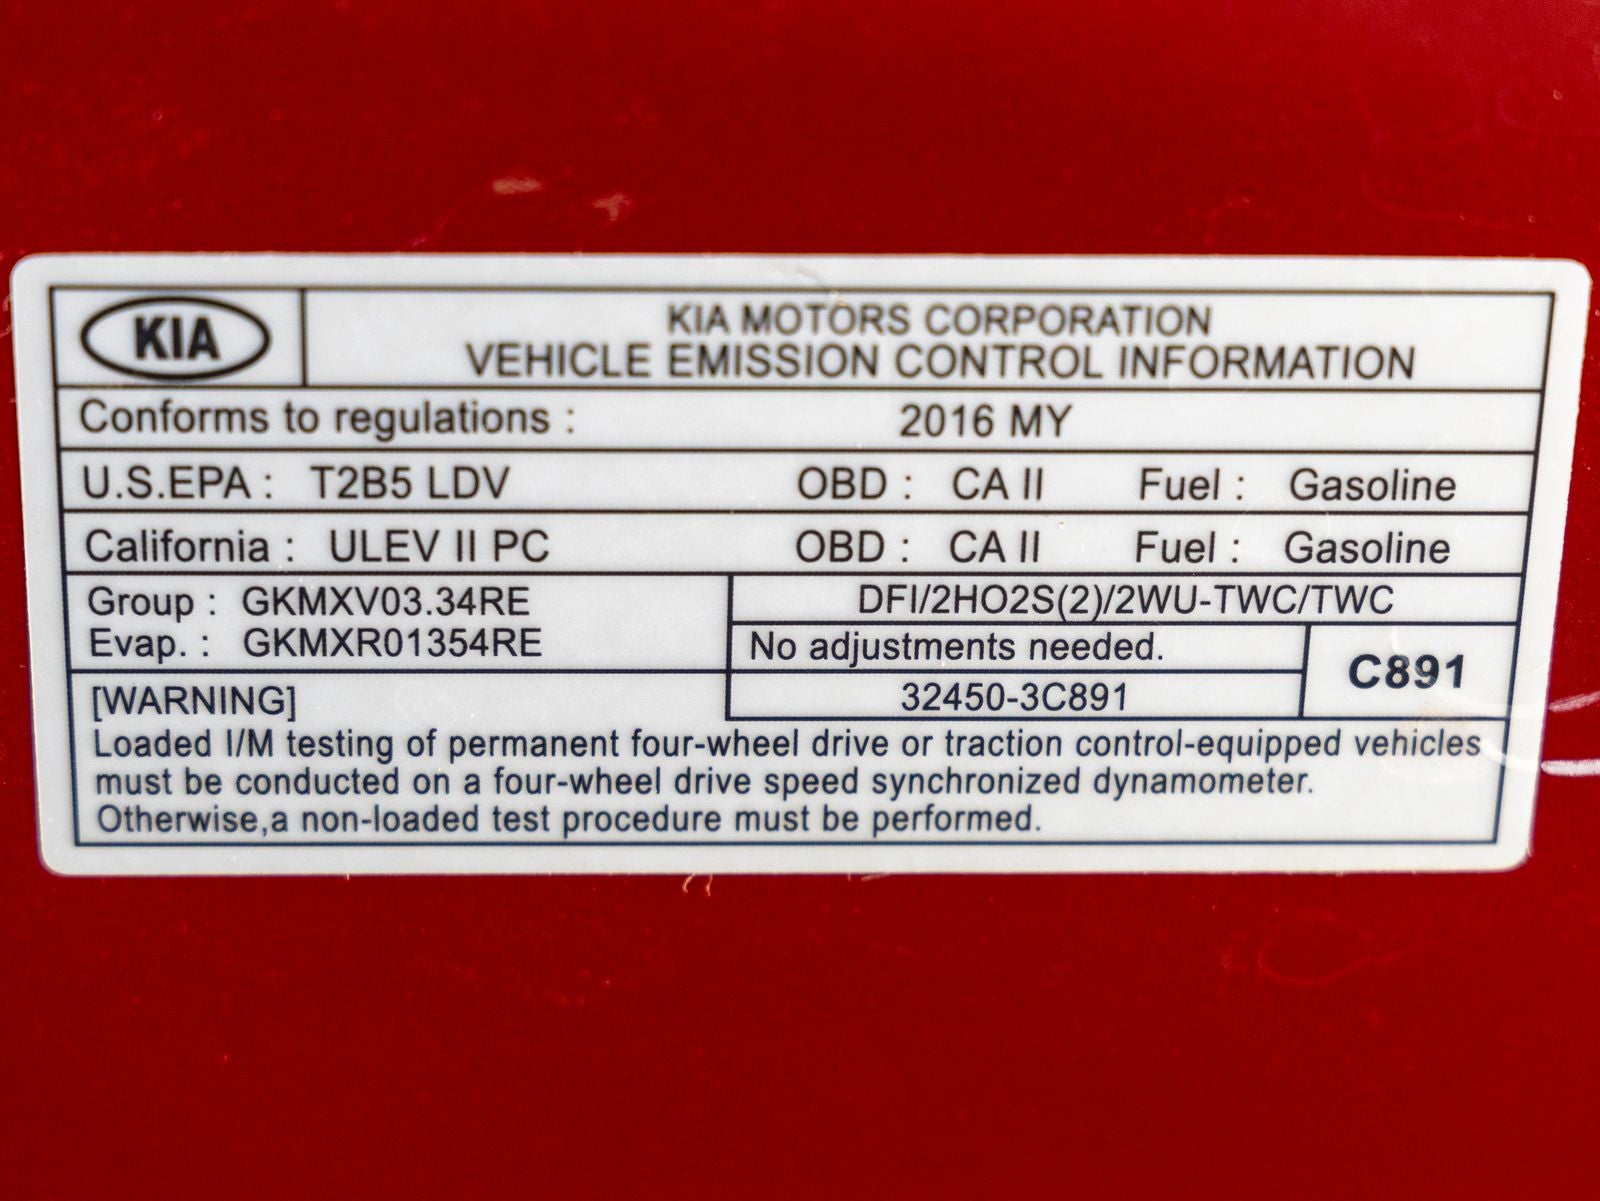 KIA
KIA MOTORS CORPORATION
VEHICLE EMISSION CONTROL INFORMATION
Conforms to regulations : 2016 MY
U.S.EPA : T2B5 LDV OBD : CA II Fuel : Gasoline
California : ULEV II PC OBD : CA II Fuel : Gasoline
Group : GKMXV03.34RE
Evap. : GKMXR01354RE
DFI/2HO2S(2)/2WU-TWC/TWC
No adjustments needed.
32450-3C891
C891
[WARNING]
Loaded I/M testing of permanent four-wheel drive or traction control-equipped vehicles
must be conducted on a four-wheel drive speed synchronized dynamometer.
Otherwise,a non-loaded test procedure must be performed.